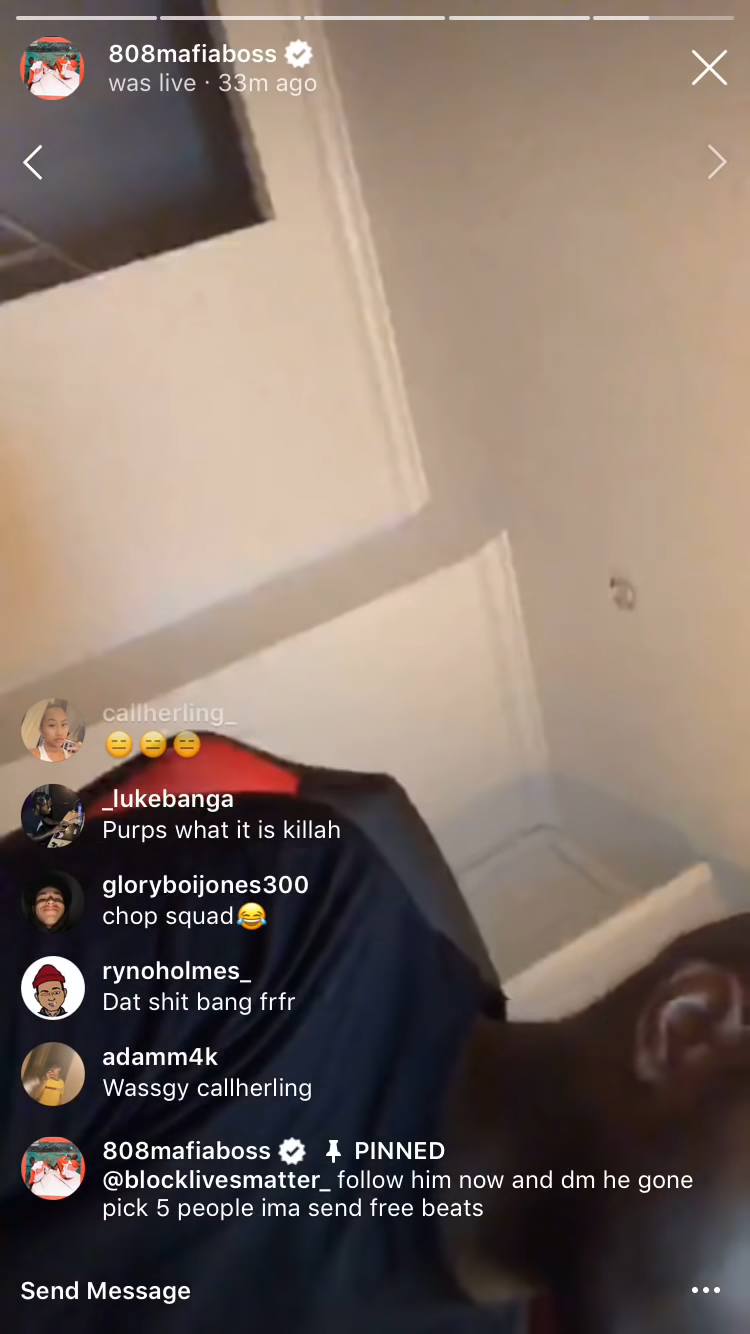 808mafiaboss
was live · 33m ago
callherling_
😑 😑 😑
_lukebanga
Purps what it is killah
gloryboijones300
chop squad😂
rynoholmes_
Dat shit bang frfr
adamm4k
Wassgy callherling
808mafiaboss PINNED
@blocklivesmatter_ follow him now and dm he gone
pick 5 people ima send free beats
Send Message